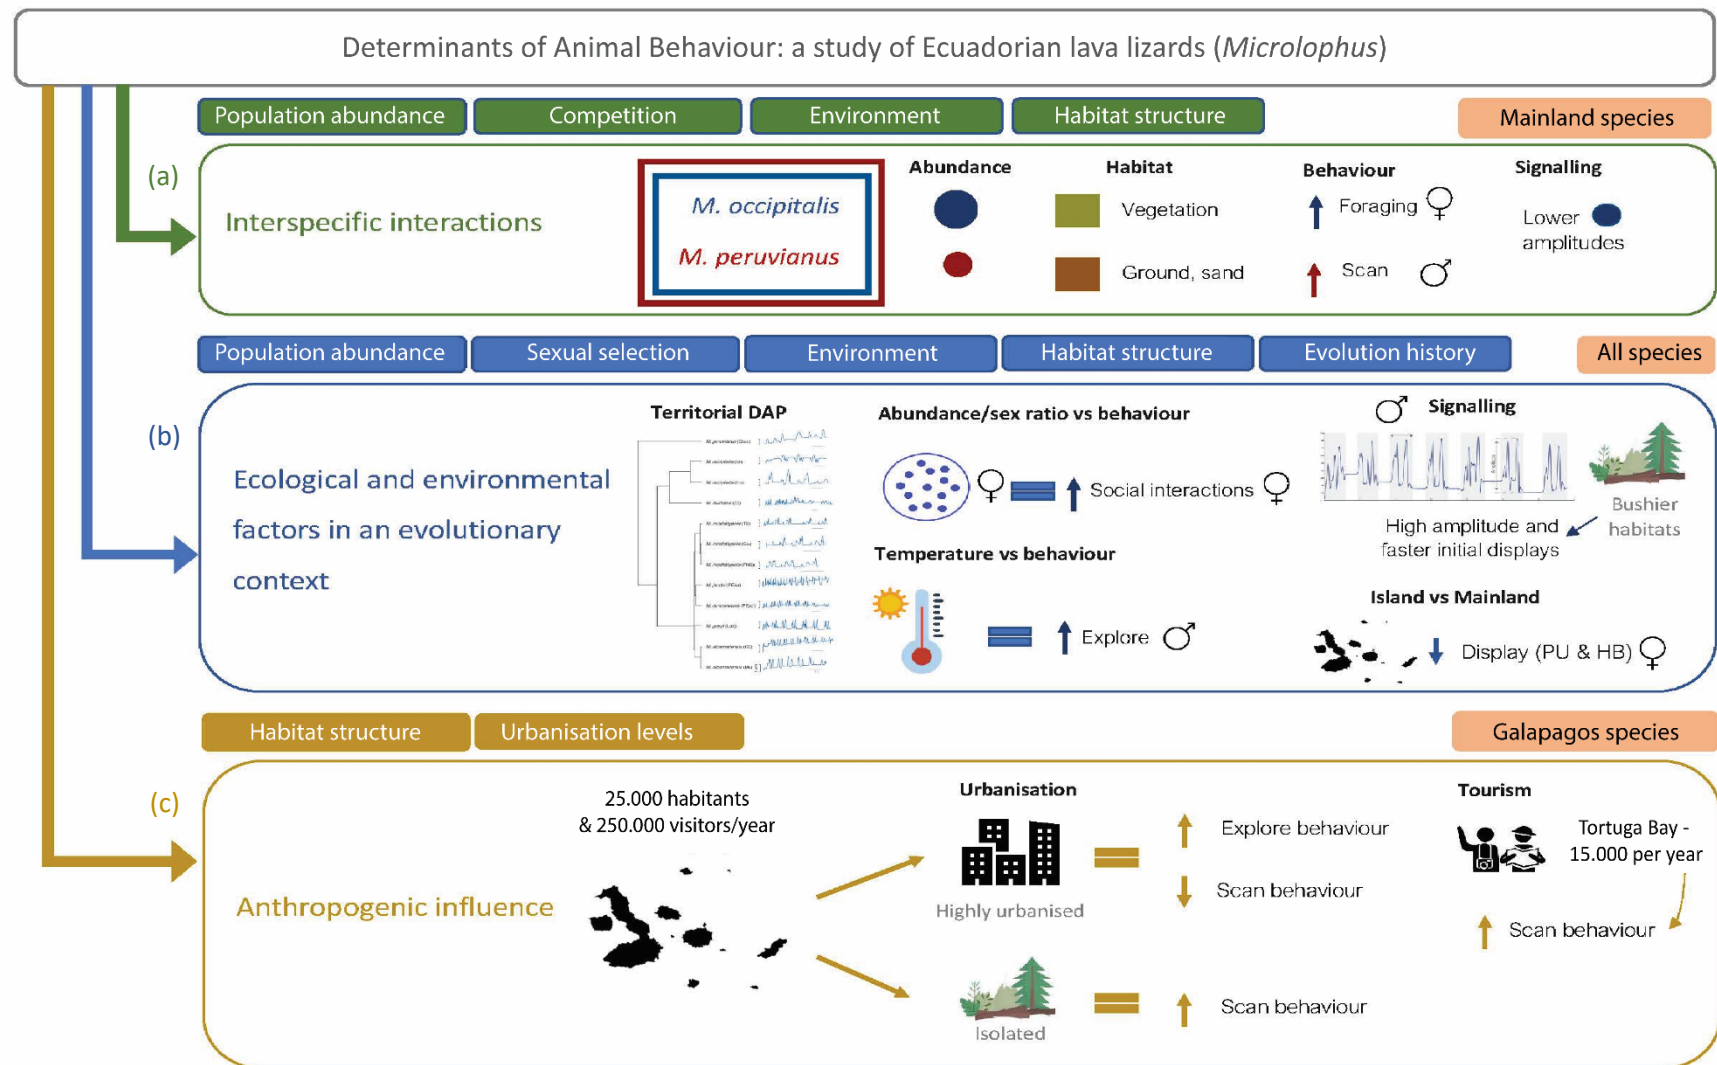 Determinants of Animal Behaviour: a study of Ecuadorian lava lizards (Microlophus)
Population abundance
Competition
Environment
Habitat structure
Mainland species
(a)
Interspecific interactions
M. occipitalis
M. peruvianus
Abundance
Habitat
Vegetation
Ground, sand
Behaviour
Foraging
Scan
Signalling
Lower
amplitudes
Population abundance
Sexual selection
Environment
Habitat structure
Evolution history
All species
(b)
Ecological and environmental
factors in an evolutionary
context
Territorial DAP
Abundance/sex ratio vs behaviour
Social interactions
Temperature vs behaviour
Explore
Signalling
Bushier
habitats
High amplitude and
faster initial displays
Island vs Mainland
Display (PU & HB)
Habitat structure
Urbanisation levels
Galapagos species
(c)
Anthropogenic influence
25.000 habitants
& 250.000 visitors/year
Urbanisation
Highly urbanised
Explore behaviour
Scan behaviour
Isolated
Scan behaviour
Tourism
Tortuga Bay -
15.000 per year
Scan behaviour